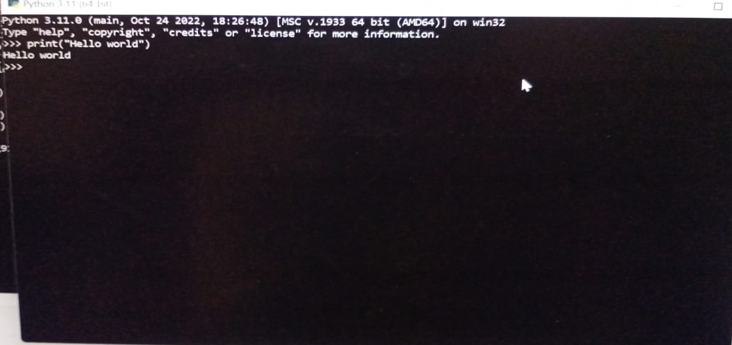 Python 3.11 (64-bit)
Python 3.11.0 (main, Oct 24 2022, 18:26:48) [MSC v.1933 64 bit (AMD64)] on win32
Type "help", "copyright", "credits" or "license" for more information.
>>> print("Hello world")
Hello world
>>>
)
)
)
9: